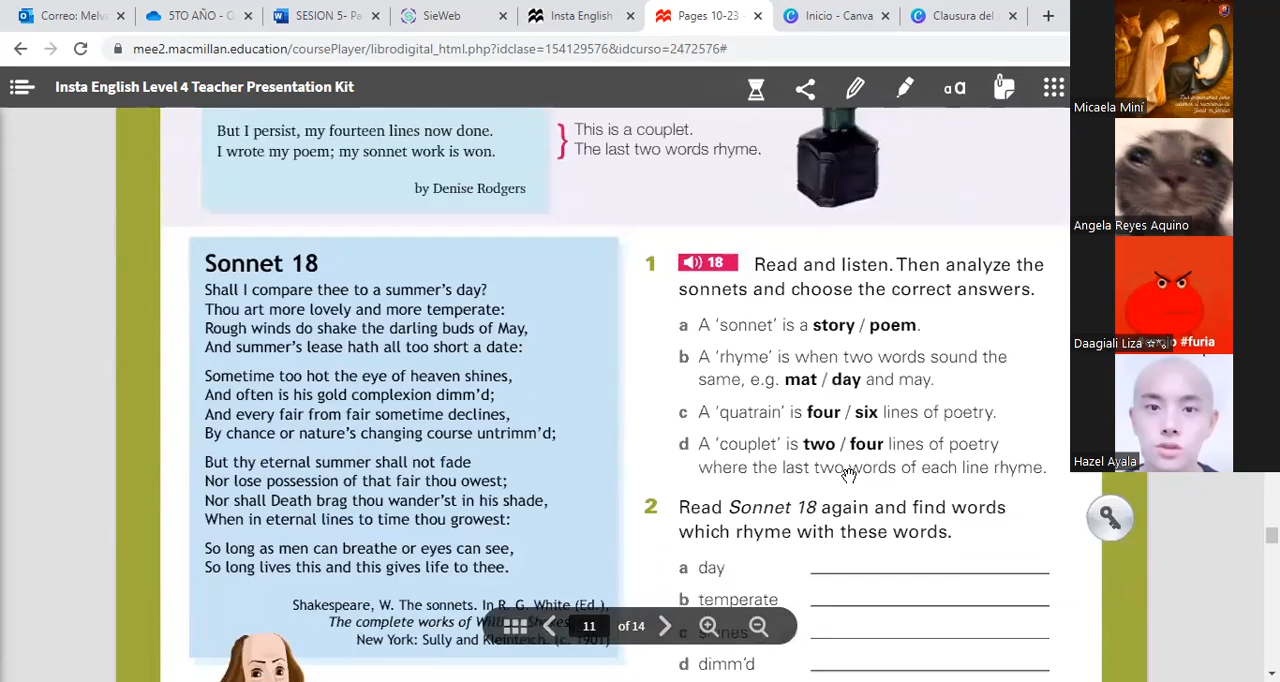 Correo: Melv
5TO AÑO - O
SESION 5- Pa
SieWeb
Insta English
Pages 10-23 -
Inicio - Canva
Clausura del
mee2.macmillan.education/coursePlayer/librodigital_html.php?idclase=154129576&idcurso=2472576#
Insta English Level 4 Teacher Presentation Kit
But I persist, my fourteen lines now done.
I wrote my poem; my sonnet work is won.
by Denise Rodgers
This is a couplet.
The last two words rhyme.
Sonnet 18
Shall I compare thee to a summer's day?
Thou art more lovely and more temperate:
Rough winds do shake the darling buds of May,
And summer's lease hath all too short a date:
Sometime too hot the eye of heaven shines,
And often is his gold complexion dimm'd;
And every fair from fair sometime declines,
By chance or nature's changing course untrimm'd;
But thy eternal summer shall not fade
Nor lose possession of that fair thou owest;
Nor shall Death brag thou wander'st in his shade,
When in eternal lines to time thou growest:
So long as men can breathe or eyes can see,
So long lives this and this gives life to thee.
Shakespeare, W. The sonnets. In R. G. White (Ed.),
The complete works of
New York: Sully and Kleinteich. (c. 1901)
1 18 Read and listen. Then analyze the
sonnets and choose the correct answers.
a A 'sonnet' is a story / poem.
b A 'rhyme' is when two words sound the
same, e.g. mat / day and may.
c A 'quatrain' is four / six lines of poetry.
d A 'couplet' is two / four lines of poetry
where the last two words of each line rhyme.
2 Read Sonnet 18 again and find words
which rhyme with these words.
a day
b temperate
c shines
d dimm'd
11 of 14
aa
Micaela Miní
Angela Reyes Aquino
Daagiali Liza
#furia
Hazel Ayala